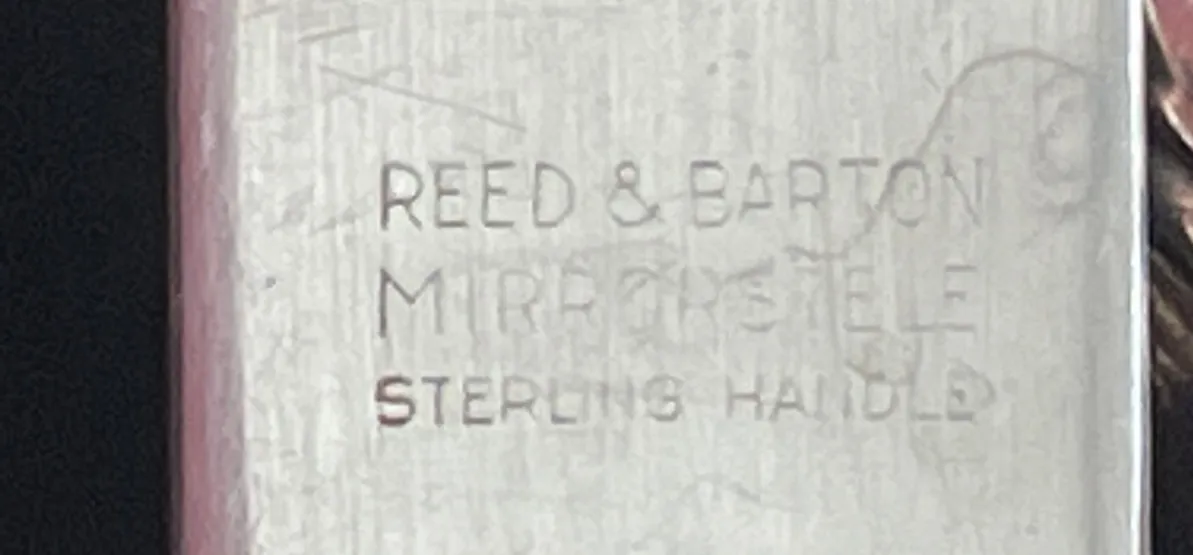 REED & BARTON
MIRRORSTELE
STERLING HANDLE